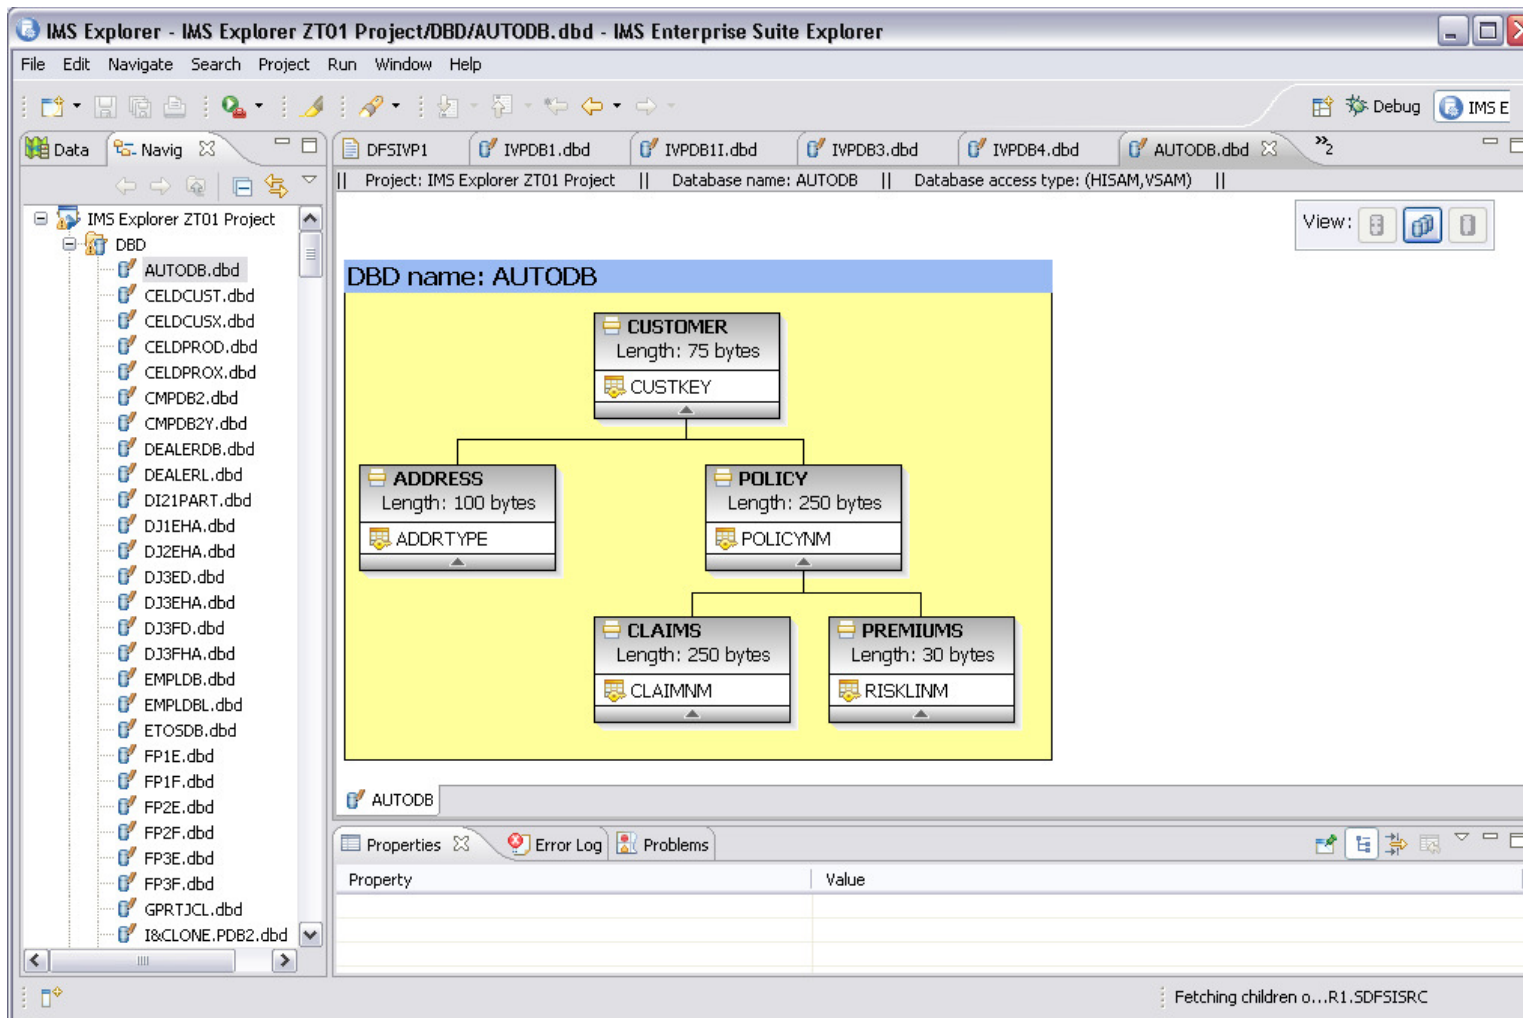 IMS Explorer - IMS Explorer ZT01 Project/DBD/AUTODB.dbd - IMS Enterprise Suite Explorer
File Edit Navigate Search Project Run Window Help
Debug
IMS E
Data
Navig
DFSIVP1
IVPDB1.dbd
IVPDB1I.dbd
IVPDB3.dbd
IVPDB4.dbd
AUTODB.dbd
»2
|| Project: IMS Explorer ZT01 Project || Database name: AUTODB || Database access type: (HISAM,VSAM) ||
View:
IMS Explorer ZT01 Project
DBD
AUTODB.dbd
CELDCUST.dbd
CELDCUSX.dbd
CELDPROD.dbd
CELDPROX.dbd
CMPDB2.dbd
CMPDB2Y.dbd
DEALERDB.dbd
DEALERL.dbd
DI21PART.dbd
DJ1EHA.dbd
DJ2EHA.dbd
DJ3ED.dbd
DJ3EHA.dbd
DJ3FD.dbd
DJ3FHA.dbd
EMPLDB.dbd
EMPLDBL.dbd
ETOSDB.dbd
FP1E.dbd
FP1F.dbd
FP2E.dbd
FP2F.dbd
FP3E.dbd
FP3F.dbd
GPRTJCL.dbd
I&CLONE.PDB2.dbd
DBD name: AUTODB
CUSTOMER
Length: 75 bytes
CUSTKEY
ADDRESS
Length: 100 bytes
ADDRTYPE
POLICY
Length: 250 bytes
POLICYNM
CLAIMS
Length: 250 bytes
CLAIMNM
PREMIUMS
Length: 30 bytes
RISKLINM
AUTODB
Properties
Error Log
Problems
Property
Value
Fetching children o...R1.SDFSISRC